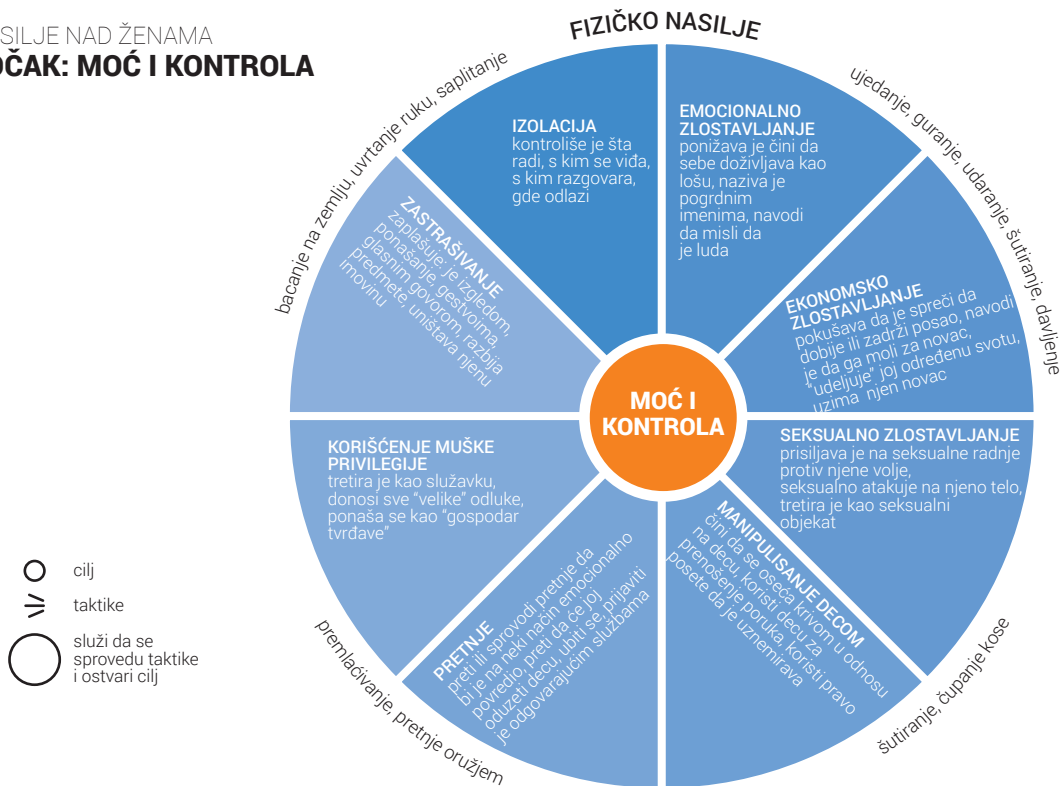 SILJE NAD ŽENAMA
OČAK: MOĆ I KONTROLA
FIZIČKO NASILJE
bacanje na zemlju, uvrtanje ruku, saplitanje
ujedanje, guranje, udaranje, šutiranje, davljenje
IZOLACIJA
kontroliše je šta
radi, s kim se viđa,
s kim razgovara,
gde odlazi
EMOCIONALNO
ZLOSTAVLJANJE
ponižava je čini da
sebe doživljava kao
lošu, naziva je
pogrdnim
imenima, navodi
da misli da
je luda
ZASTRAŠIVANJE
zaplašuje: je izgledom,
ponašanje, gestvoima,
glasnim govorom, razbija
predmete, uništava njenu
imovinu
EKONOMSKO
ZLOSTAVLJANJE
pokušava da je spreči da
dobije ili zadrži posao, navodi
je da ga moli za novac,
"udeljuje" joj određenu svotu,
uzima njen novac
MOĆ I
KONTROLA
KORIŠĆENJE MUŠKE
PRIVILEGIJE
tretira je kao služavku,
donosi sve "velike" odluke,
ponaša se kao "gospodar
tvrđave"
SEKSUALNO ZLOSTAVLJANJE
prisiljava je na seksualne radnje
protiv njene volje,
seksualno atakuje na njeno telo,
tretira je kao seksualni
objekat
PRETNJE
preti ili sprovodi pretnje da
bi je na neki način emocionalno
povredio, preti da će joj
oduzeti decu, ubiti se, prijaviti
je odgovarajućim službama
MANIPULISANJE DECOM
čini da se oseća krivom u odnosu
na decu, koristi decu za
prenošenje poruka, koristi pravo
posete da je uznemirava
premlaćivanje, pretnje oružjem
šutiranje, čupanje kose
cilj
taktike
služi da se
sprovedu taktike
i ostvari cilj